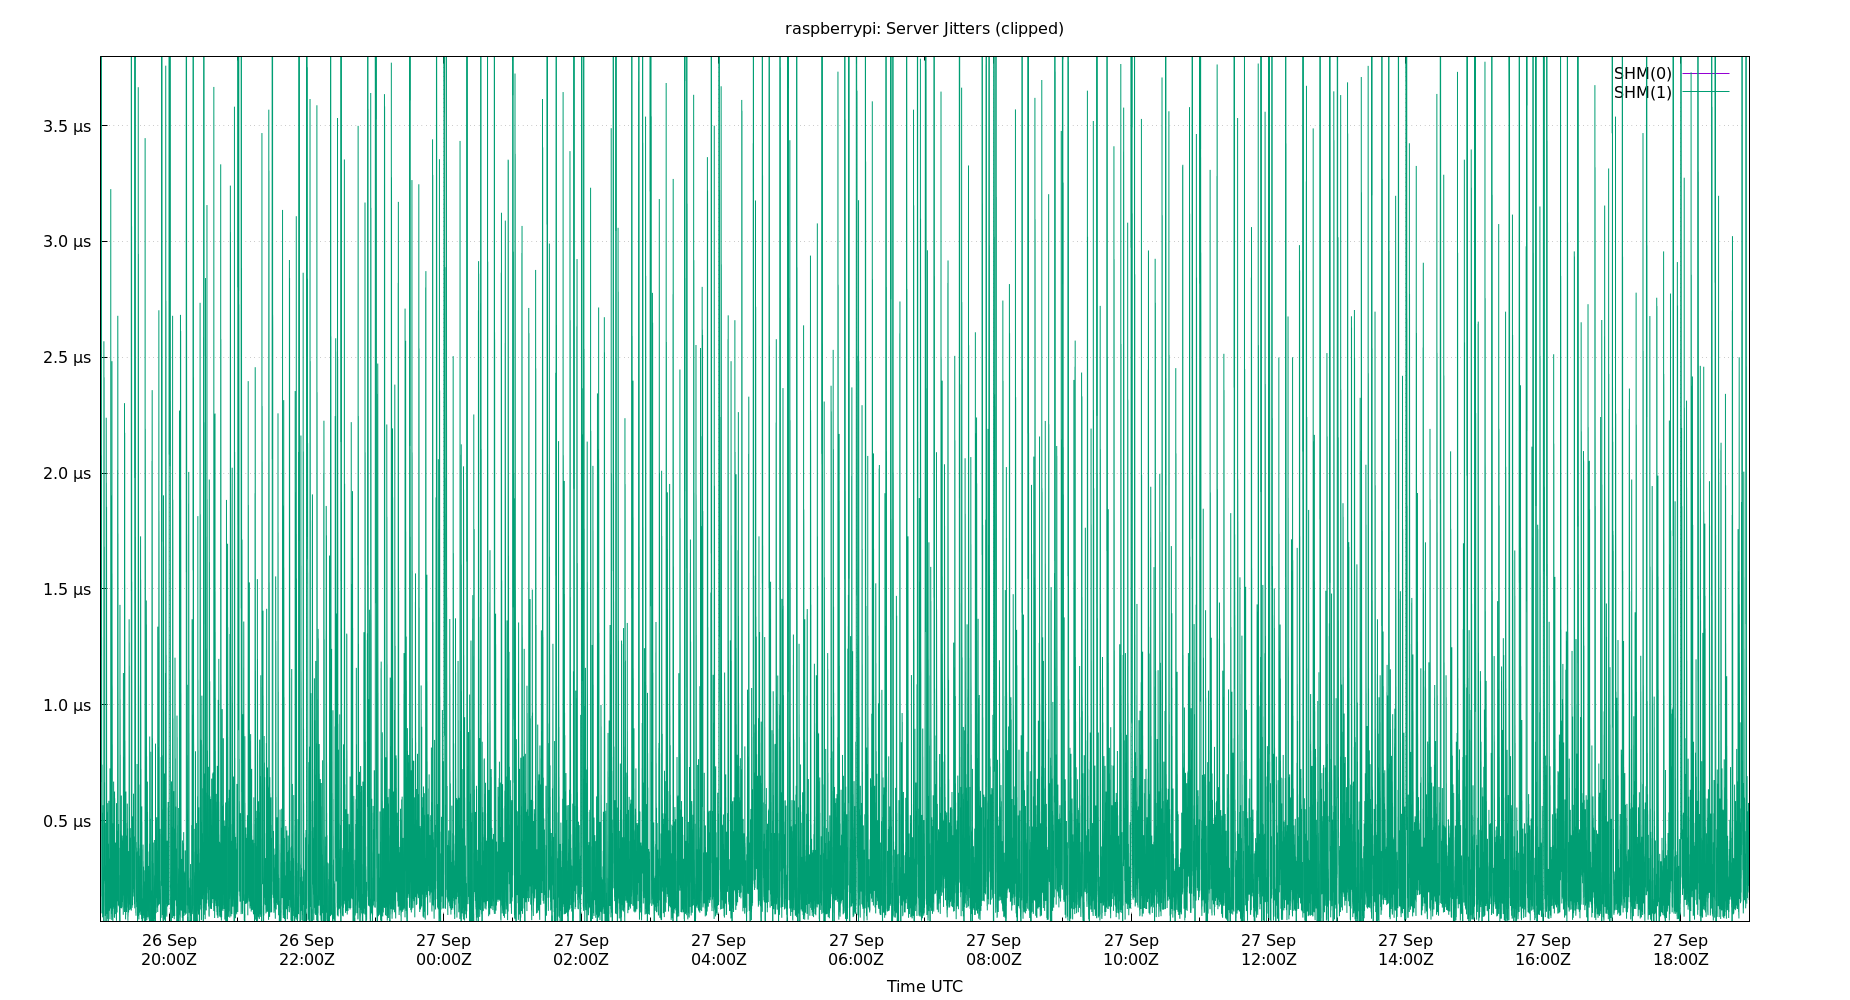 raspberrypi: Server Jitters (clipped)
SHM(0)
SHM(1)
3.5 µs
3.0 µs
2.5 µs
2.0 µs
1.5 µs
1.0 µs
0.5 µs
26 Sep 26 Sep 27 Sep 27 Sep 27 Sep 27 Sep 27 Sep 27 Sep 27 Sep 27 Sep 27 Sep 27 Sep
20:00Z 22:00Z 00:00Z 02:00Z 04:00Z 06:00Z 08:00Z 10:00Z 12:00Z 14:00Z 16:00Z 18:00Z
Time UTC